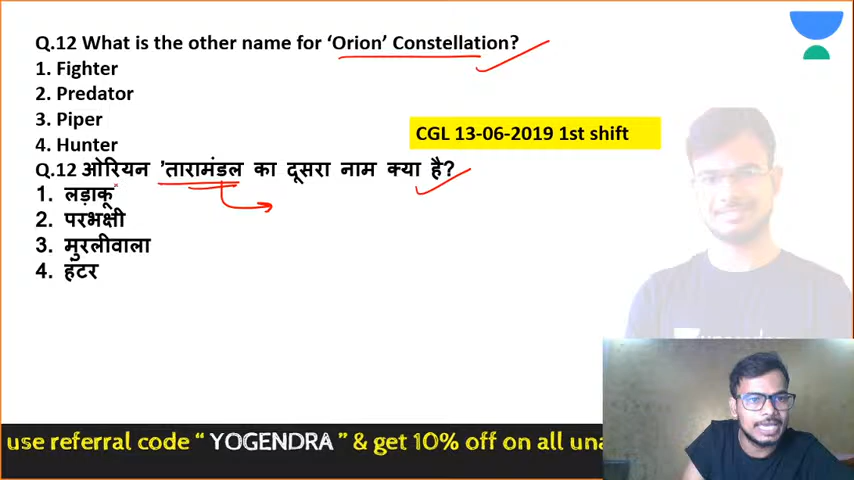 Q.12 What is the other name for ‘Orion’ Constellation?
1. Fighter
2. Predator
3. Piper
4. Hunter
CGL 13-06-2019 1st shift
Q.12 ओरियन ’तारामंडल का दूसरा नाम क्या है?
1. लड़ाकू
2. परभक्षी
3. मुरलीवाला
4. हंटर
use referral code “ YOGENDRA ” & get 10% off on all una